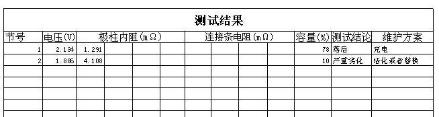 测试结果
节号 电压(V) 极柱内阻(mΩ) 连接条电阻(mΩ) 容量(%) 测试结论 维护方案
1 2.134 1.291 78 落后 充电
2 1.885 4.108 10 严重劣化 活化或者替换